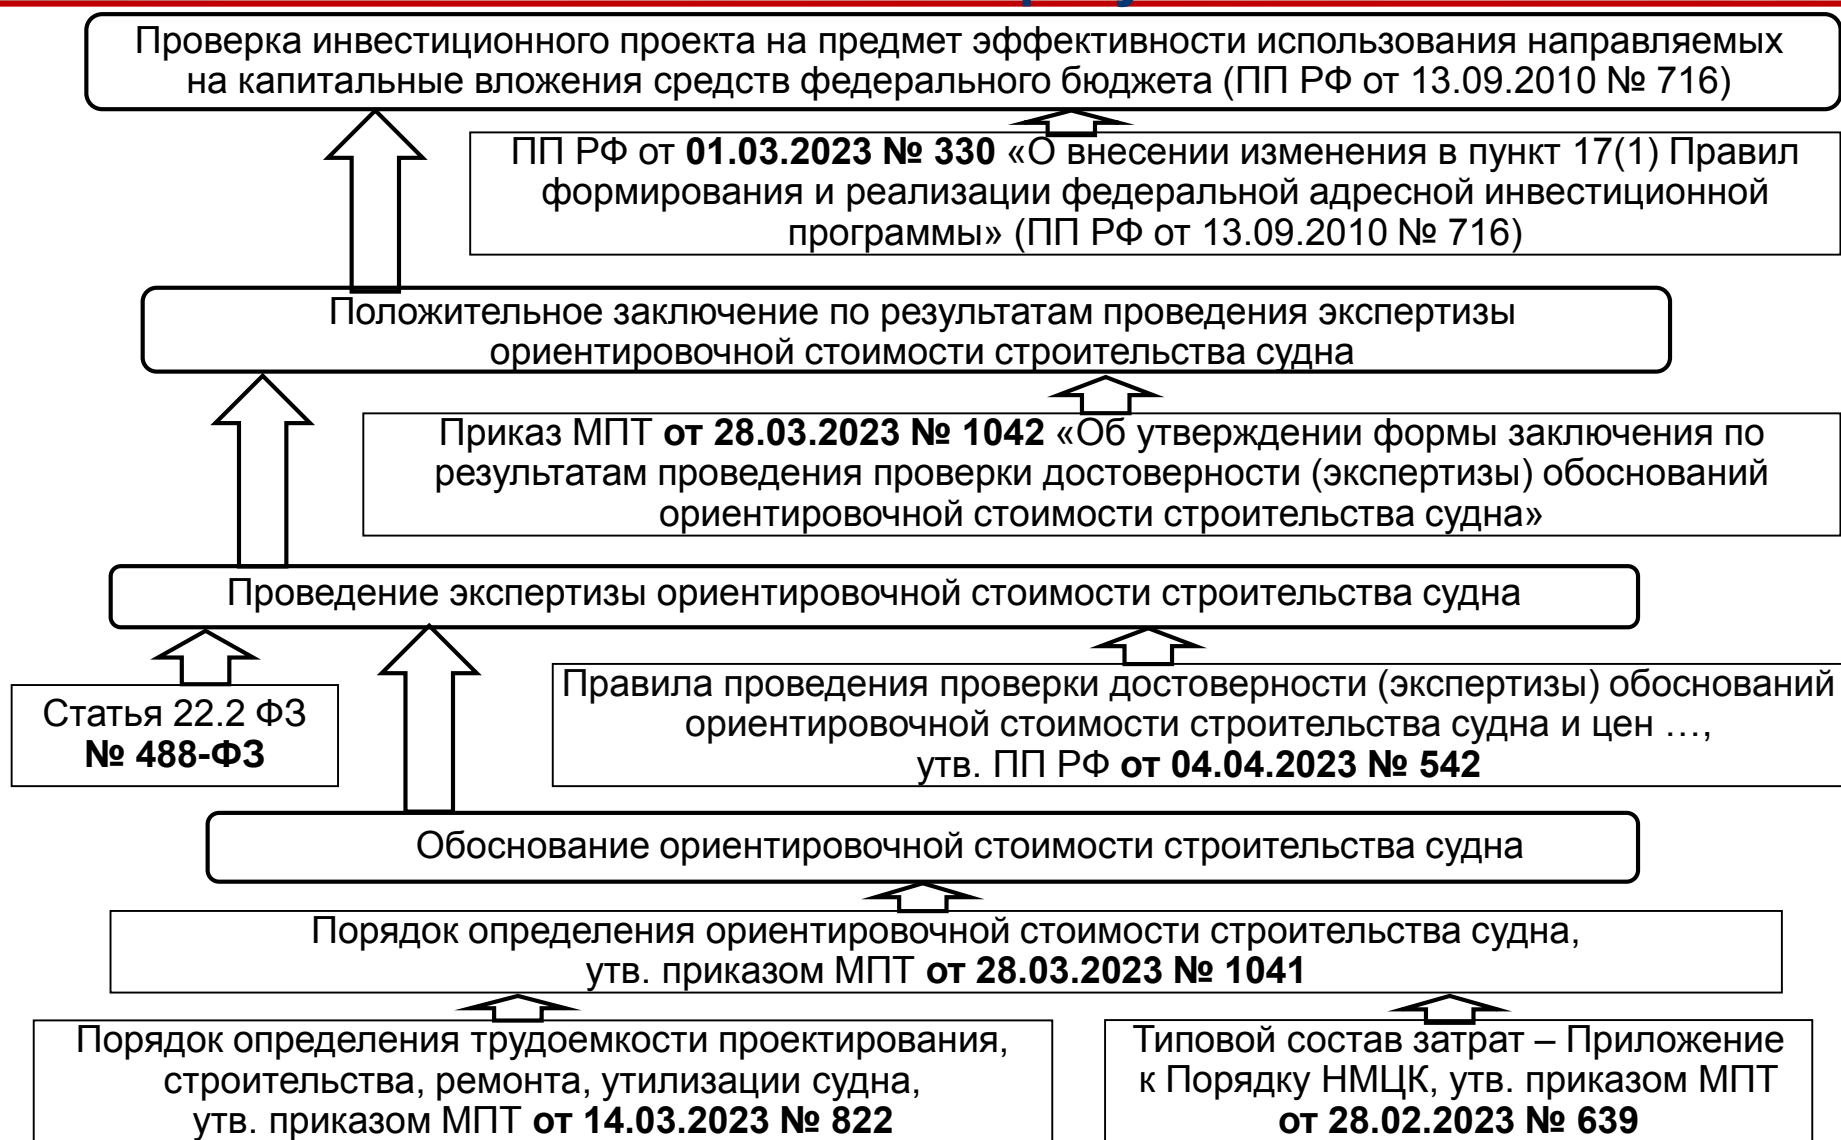 Проверка инвестиционного проекта на предмет эффективности использования направляемых
на капитальные вложения средств федерального бюджета (ПП РФ от 13.09.2010 № 716)
ПП РФ от 01.03.2023 № 330 «О внесении изменения в пункт 17(1) Правил
формирования и реализации федеральной адресной инвестиционной
программы» (ПП РФ от 13.09.2010 № 716)
Положительное заключение по результатам проведения экспертизы
ориентировочной стоимости строительства судна
Приказ МПТ от 28.03.2023 № 1042 «Об утверждении формы заключения по
результатам проведения проверки достоверности (экспертизы) обоснований
ориентировочной стоимости строительства судна»
Проведение экспертизы ориентировочной стоимости строительства судна
Статья 22.2 ФЗ
№ 488-ФЗ
Правила проведения проверки достоверности (экспертизы) обоснований
ориентировочной стоимости строительства судна и цен …,
утв. ПП РФ от 04.04.2023 № 542
Обоснование ориентировочной стоимости строительства судна
Порядок определения ориентировочной стоимости строительства судна,
утв. приказом МПТ от 28.03.2023 № 1041
Порядок определения трудоемкости проектирования,
строительства, ремонта, утилизации судна,
утв. приказом МПТ от 14.03.2023 № 822
Типовой состав затрат – Приложение
к Порядку НМЦК, утв. приказом МПТ
от 28.02.2023 № 639